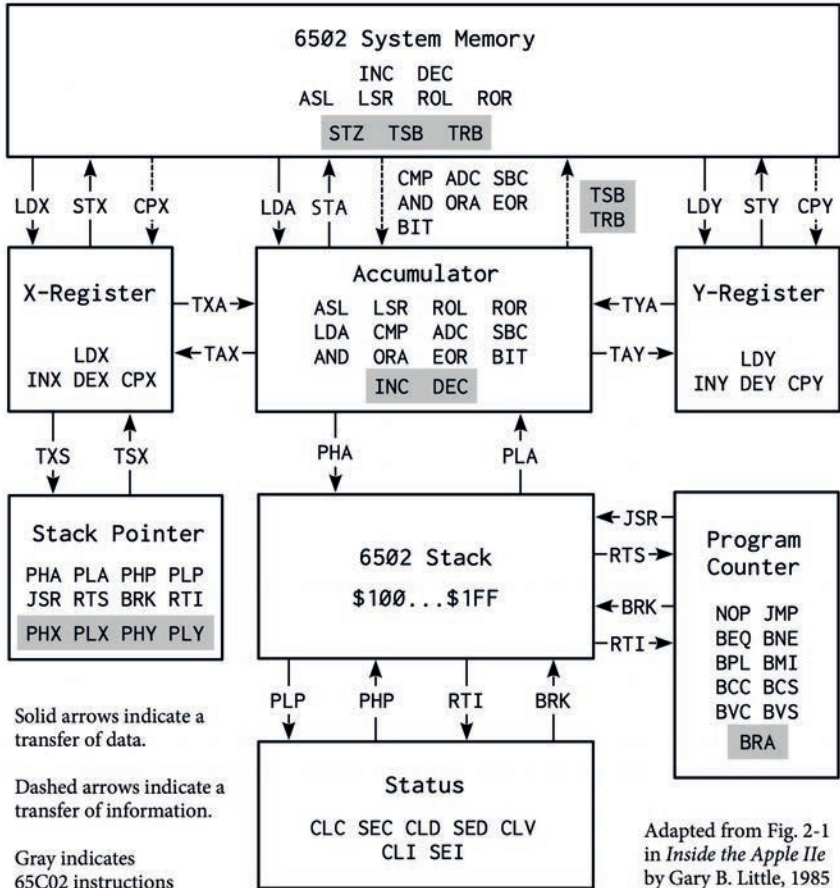 6502 System Memory
INC DEC
ASL LSR ROL ROR
STZ TSB TRB
LDX STX CPX
LDA STA
CMP ADC SBC
AND ORA EOR
BIT
TSB
TRB
LDY STY CPY
X-Register
LDX
INX DEX CPX
TXA
TAX
Accumulator
ASL LSR ROL ROR
LDA CMP ADC SBC
AND ORA EOR BIT
INC DEC
TYA
TAY
Y-Register
LDY
INY DEY CPY
TXS TSX
PHA PLA
Stack Pointer
PHA PLA PHP PLP
JSR RTS BRK RTI
PHX PLX PHY PLY
6502 Stack
$100...$1FF
JSR
RTS
BRK
RTI
Program
Counter
NOP JMP
BEQ BNE
BPL BMI
BCC BCS
BVC BVS
BRA
PLP PHP RTI BRK
Status
CLC SEC CLD SED CLV
CLI SEI
Solid arrows indicate a
transfer of data.
Dashed arrows indicate a
transfer of information.
Gray indicates
65C02 instructions
Adapted from Fig. 2-1
in Inside the Apple IIe
by Gary B. Little, 1985